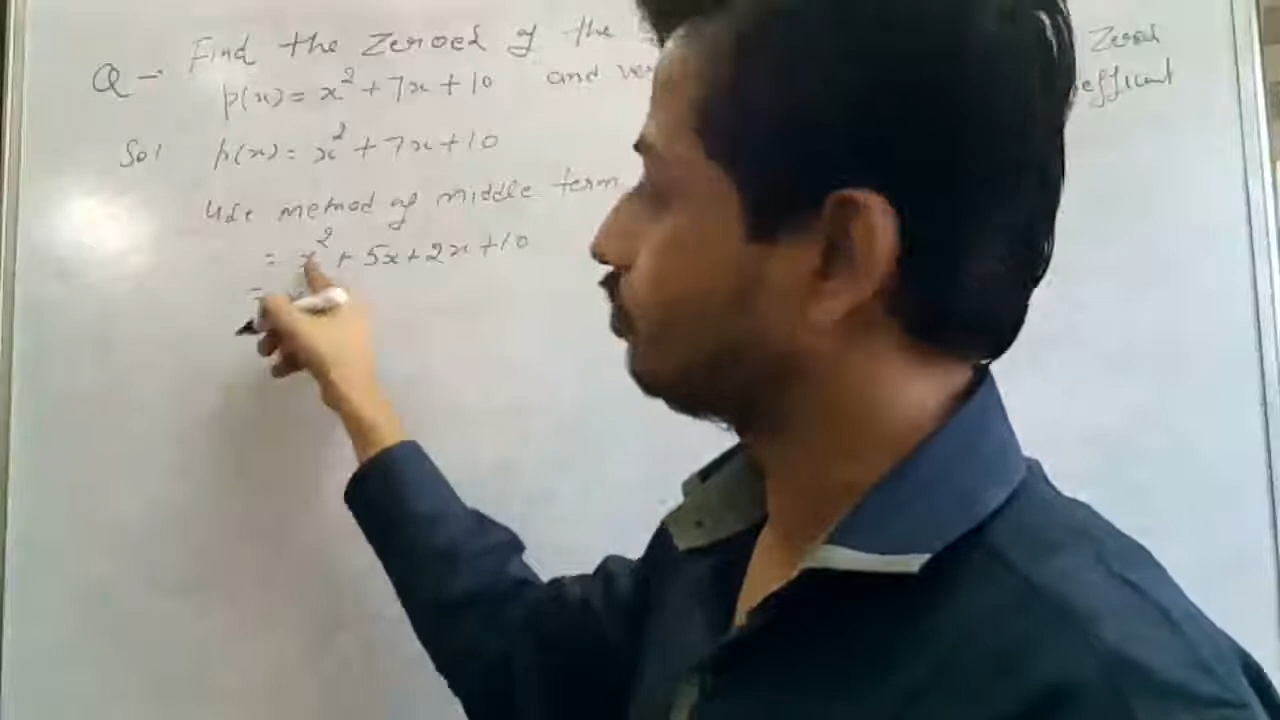 Q - Find the Zeroes of the Zeroes
p(x) = x² + 7x + 10 and efficient
Sol p(x) = x² + 7x + 10
Use method of middle term
= x² + 5x + 2x + 10
=